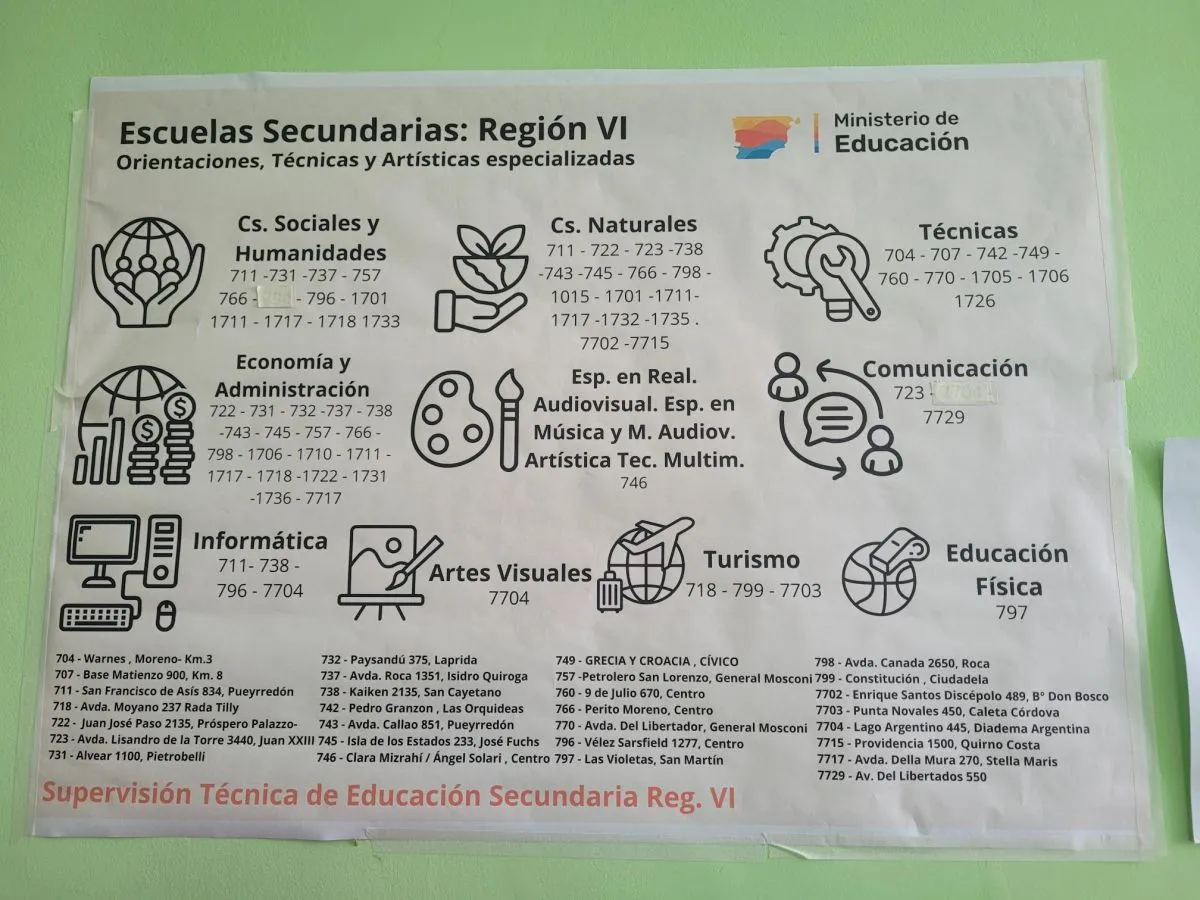 Escuelas Secundarias: Región VI
Orientaciones, Técnicas y Artísticas especializadas
Ministerio de
Educación
Cs. Sociales y
Humanidades
711 -731 -737 - 757
766 - - 796 - 1701
1711 - 1717 - 1718 1733
Cs. Naturales
711 - 722 - 723 -738
-743 -745 - 766 - 798 -
1015 - 1701 -1711-
1717 -1732 -1735 .
7702 -7715
Técnicas
704 - 707 - 742 -749 -
760 - 770 - 1705 - 1706
1726
Economía y
Administración
722 - 731 - 732 -737 - 738
-743 - 745 - 757 - 766 -
798 - 1706 - 1710 - 1711 -
1717 - 1718 -1722 - 1731
-1736 - 7717
Esp. en Real.
Audiovisual. Esp. en
Música y M. Audiov.
Artística Tec. Multim.
746
Comunicación
723 -
7729
Informática
711- 738 -
796 - 7704
Artes Visuales
7704
Turismo
718 - 799 - 7703
Educación
Física
797
704 - Warnes , Moreno- Km.3
707 - Base Matienzo 900, Km. 8
711 - San Francisco de Asís 834, Pueyrredón
718 - Avda. Moyano 237 Rada Tilly
722 - Juan José Paso 2135, Próspero Palazzo-
723 - Avda. Lisandro de la Torre 3440, Juan XXIII
731 - Alvear 1100, Pietrobelli
732 - Paysandú 375, Laprida
737 - Avda. Roca 1351, Isidro Quiroga
738 - Kaiken 2135, San Cayetano
742 - Pedro Granzon , Las Orquideas
743 - Avda. Callao 851, Pueyrredón
745 - Isla de los Estados 233, José Fuchs
746 - Clara Mizrahí / Ángel Solari , Centro
749 - GRECIA Y CROACIA , CÍVICO
757 -Petrolero San Lorenzo, General Mosconi
760 - 9 de Julio 670, Centro
766 - Perito Moreno, Centro
770 - Avda. Del Libertador, General Mosconi
796 - Vélez Sarsfield 1277, Centro
797 - Las Violetas, San Martín
798 - Avda. Canada 2650, Roca
799 - Constitución , Ciudadela
7702 - Enrique Santos Discépolo 489, B° Don Bosco
7703 - Punta Novales 450, Caleta Córdova
7704 - Lago Argentino 445, Diadema Argentina
7715 - Providencia 1500, Quirno Costa
7717 - Avda. Della Mura 270, Stella Maris
7729 - Av. Del Libertados 550
Supervisión Técnica de Educación Secundaria Reg. VI